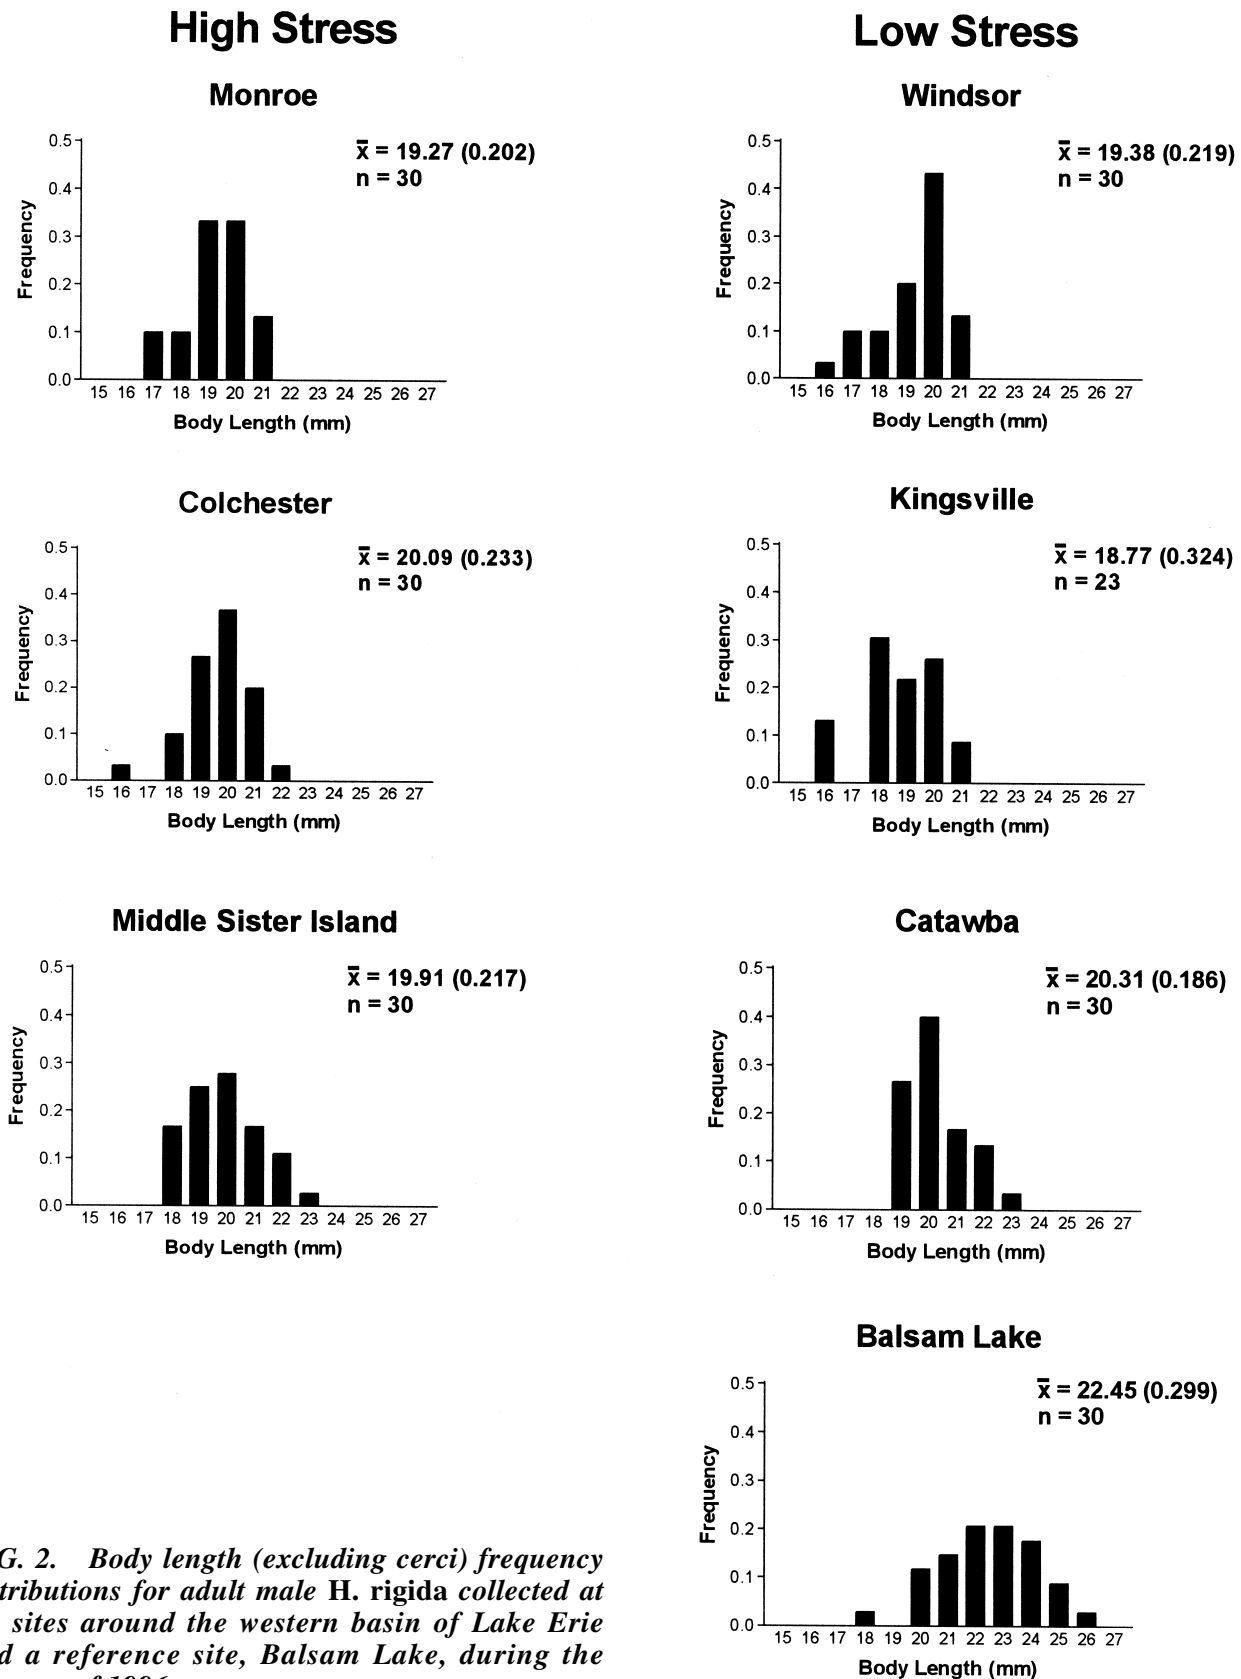 High Stress
Low Stress
Monroe
x̄ = 19.27 (0.202)
n = 30
Frequency
0.5
0.4
0.3
0.2
0.1
0.0
15 16 17 18 19 20 21 22 23 24 25 26 27
Body Length (mm)
Windsor
x̄ = 19.38 (0.219)
n = 30
Frequency
0.5
0.4
0.3
0.2
0.1
0.0
15 16 17 18 19 20 21 22 23 24 25 26 27
Body Length (mm)
Colchester
x̄ = 20.09 (0.233)
n = 30
Frequency
0.5
0.4
0.3
0.2
0.1
0.0
15 16 17 18 19 20 21 22 23 24 25 26 27
Body Length (mm)
Kingsville
x̄ = 18.77 (0.324)
n = 23
Frequency
0.5
0.4
0.3
0.2
0.1
0.0
15 16 17 18 19 20 21 22 23 24 25 26 27
Body Length (mm)
Middle Sister Island
x̄ = 19.91 (0.217)
n = 30
Frequency
0.5
0.4
0.3
0.2
0.1
0.0
15 16 17 18 19 20 21 22 23 24 25 26 27
Body Length (mm)
Catawba
x̄ = 20.31 (0.186)
n = 30
Frequency
0.5
0.4
0.3
0.2
0.1
0.0
15 16 17 18 19 20 21 22 23 24 25 26 27
Body Length (mm)
Balsam Lake
x̄ = 22.45 (0.299)
n = 30
Frequency
0.5
0.4
0.3
0.2
0.1
0.0
15 16 17 18 19 20 21 22 23 24 25 26 27
Body Length (mm)
G. 2. Body length (excluding cerci) frequency
tributions for adult male H. rigida collected at
sites around the western basin of Lake Erie
d a reference site, Balsam Lake, during the